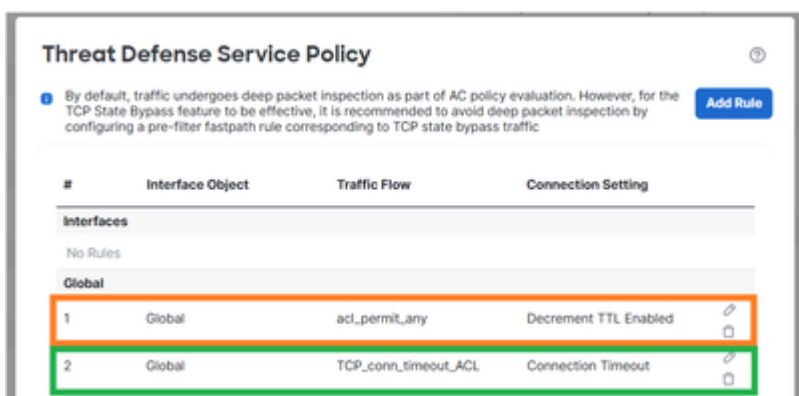 Threat Defense Service Policy
By default, traffic undergoes deep packet inspection as part of AC policy evaluation. However, for the
TCP State Bypass feature to be effective, it is recommended to avoid deep packet inspection by
configuring a pre-filter fastpath rule corresponding to TCP state bypass traffic
Add Rule
# Interface Object Traffic Flow Connection Setting
Interfaces
No Rules
Global
1 Global acl_permit_any Decrement TTL Enabled
2 Global TCP_conn_timeout_ACL Connection Timeout